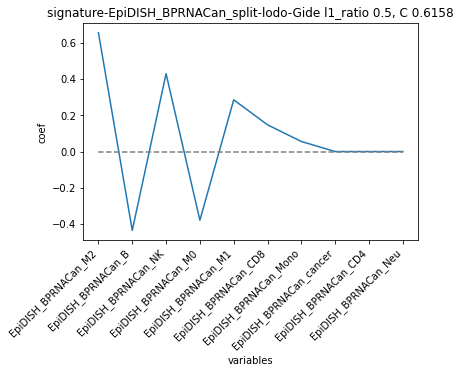 signature-EpiDISH_BPRNACan_split-lodo-Gide l1_ratio 0.5, C 0.6158
0.6
0.4
0.2
0.0
−0.2
−0.4
coef
EpiDISH_BPRNACan_M2
EpiDISH_BPRNACan_B
EpiDISH_BPRNACan_NK
EpiDISH_BPRNACan_M0
EpiDISH_BPRNACan_M1
EpiDISH_BPRNACan_CD8
EpiDISH_BPRNACan_Mono
EpiDISH_BPRNACan_cancer
EpiDISH_BPRNACan_CD4
EpiDISH_BPRNACan_Neu
variables